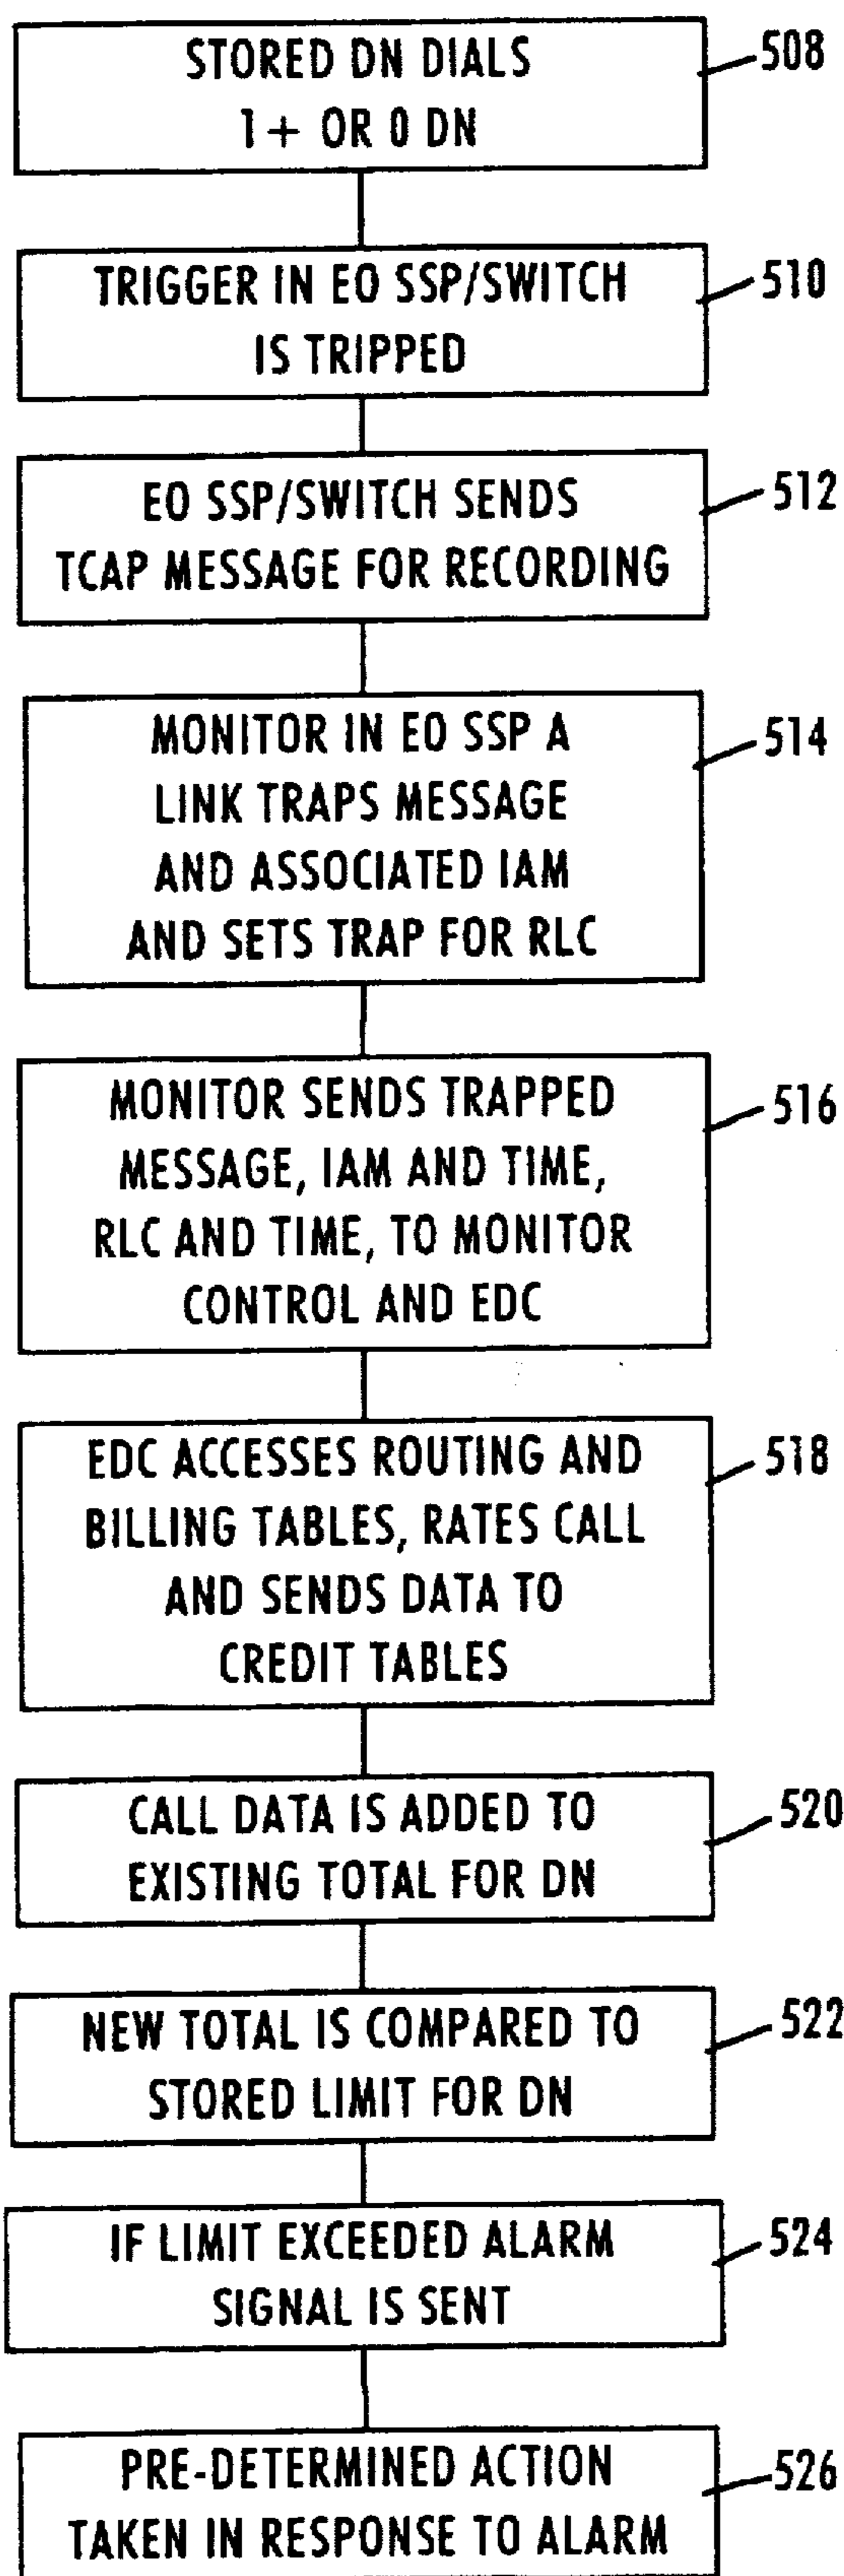 STORED DN DIALS
1+ OR 0 DN
508
TRIGGER IN EO SSP/SWITCH
IS TRIPPED
510
EO SSP/SWITCH SENDS
TCAP MESSAGE FOR RECORDING
512
MONITOR IN EO SSP A
LINK TRAPS MESSAGE
AND ASSOCIATED IAM
AND SETS TRAP FOR RLC
514
MONITOR SENDS TRAPPED
MESSAGE, IAM AND TIME,
RLC AND TIME, TO MONITOR
CONTROL AND EDC
516
EDC ACCESSES ROUTING AND
BILLING TABLES, RATES CALL
AND SENDS DATA TO
CREDIT TABLES
518
CALL DATA IS ADDED TO
EXISTING TOTAL FOR DN
520
NEW TOTAL IS COMPARED TO
STORED LIMIT FOR DN
522
IF LIMIT EXCEEDED ALARM
SIGNAL IS SENT
524
PRE-DETERMINED ACTION
TAKEN IN RESPONSE TO ALARM
526